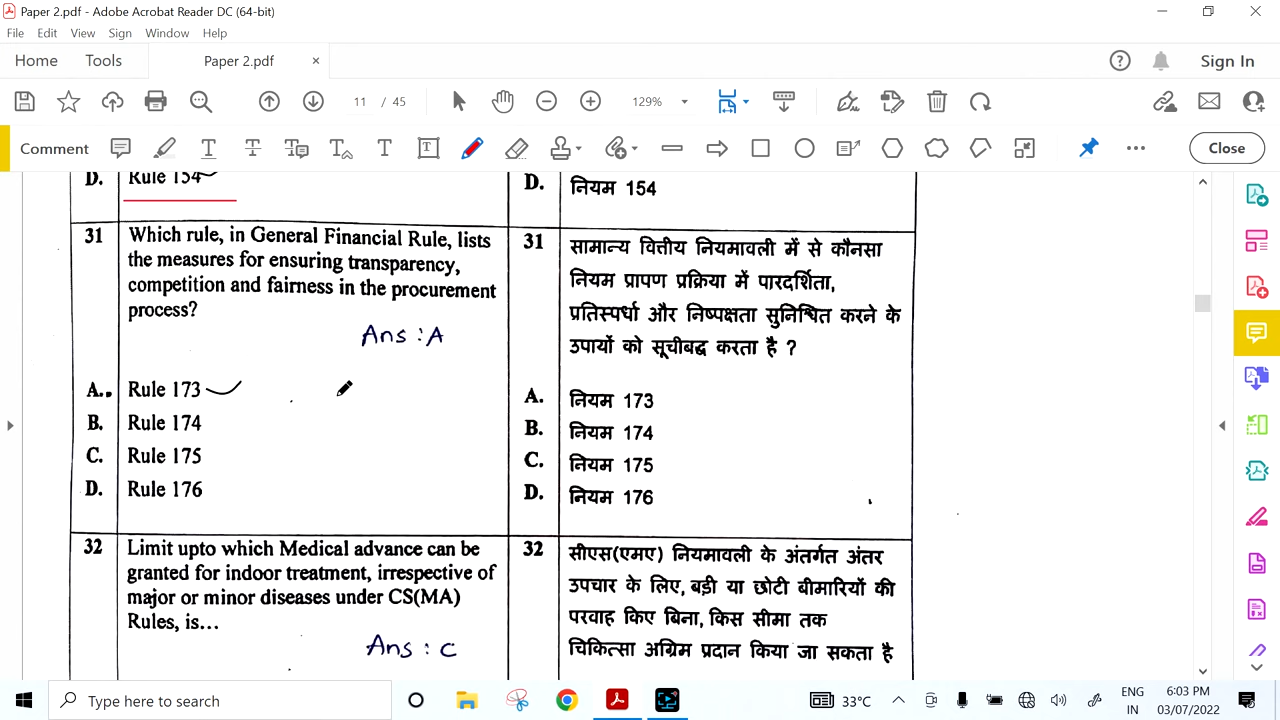 Paper 2.pdf - Adobe Acrobat Reader DC (64-bit)
File Edit View Sign Window Help
Home Tools Paper 2.pdf × Sign In
11 / 45 129%
Comment Close
D. Rule 154
D. नियम 154
31 Which rule, in General Financial Rule, lists
the measures for ensuring transparency,
competition and fairness in the procurement
process?
Ans : A
A. Rule 173
B. Rule 174
C. Rule 175
D. Rule 176
31 सामान्य वित्तीय नियमावली में से कौनसा
नियम प्रापण प्रक्रिया में पारदर्शिता,
प्रतिस्पर्धा और निष्पक्षता सुनिश्चित करने के
उपायों को सूचीबद्ध करता है ?
A. नियम 173
B. नियम 174
C. नियम 175
D. नियम 176
32 Limit upto which Medical advance can be
granted for indoor treatment, irrespective of
major or minor diseases under CS(MA)
Rules, is...
Ans : C
32 सीएस(एमए) नियमावली के अंतर्गत अंतर
उपचार के लिए, बड़ी या छोटी बीमारियों की
परवाह किए बिना, किस सीमा तक
चिकित्सा अग्रिम प्रदान किया जा सकता है
Type here to search
33°C ENG
IN 6:03 PM
03/07/2022